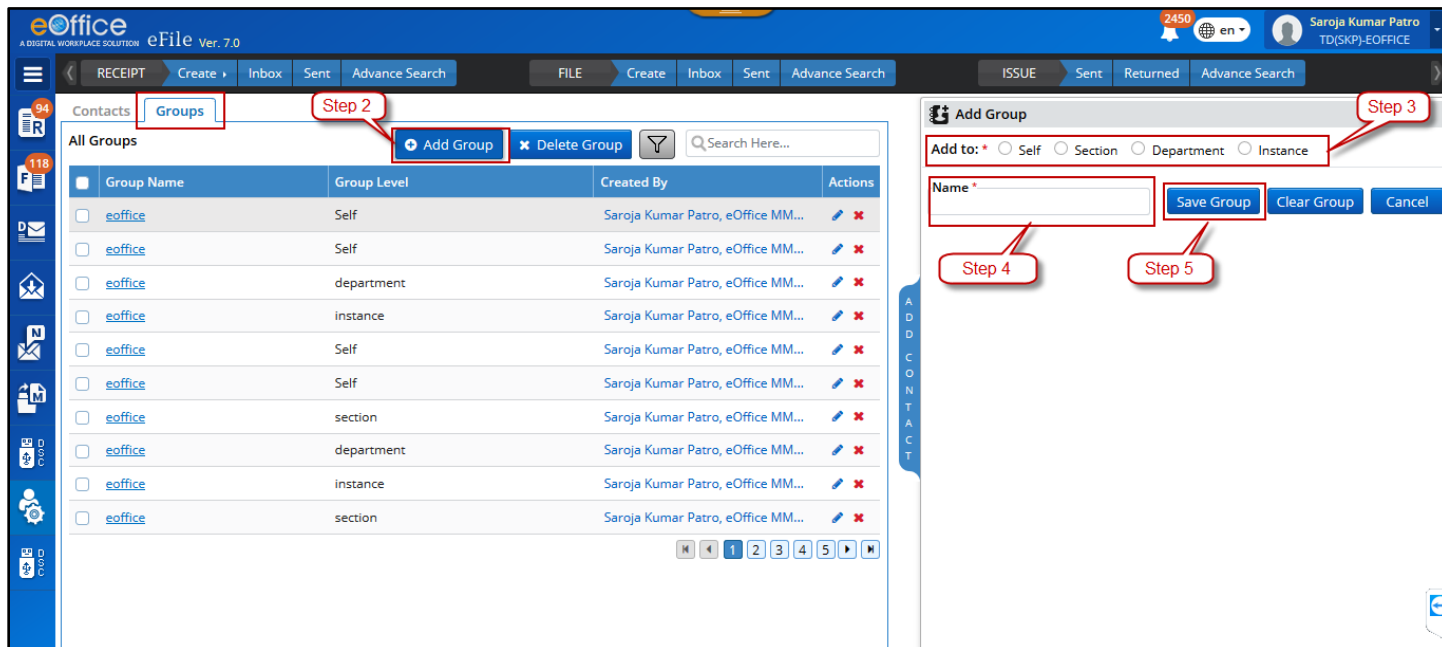 eOffice
A DIGITAL WORKPLACE SOLUTION eFile Ver. 7.0
2450
en
Saroja Kumar Patro
TD(SKP)-EOFFICE
RECEIPT Create Inbox Sent Advance Search FILE Create Inbox Sent Advance Search ISSUE Sent Returned Advance Search
94
R
118
F
D
N
M
DSC
DSC
Contacts Groups
Step 2
All Groups
Add Group Delete Group Search Here...
Group Name Group Level Created By Actions
eoffice Self Saroja Kumar Patro, eOffice MM...
eoffice Self Saroja Kumar Patro, eOffice MM...
eoffice department Saroja Kumar Patro, eOffice MM...
eoffice instance Saroja Kumar Patro, eOffice MM...
eoffice Self Saroja Kumar Patro, eOffice MM...
eoffice Self Saroja Kumar Patro, eOffice MM...
eoffice section Saroja Kumar Patro, eOffice MM...
eoffice department Saroja Kumar Patro, eOffice MM...
eoffice instance Saroja Kumar Patro, eOffice MM...
eoffice section Saroja Kumar Patro, eOffice MM...
1 2 3 4 5
ADD CONTACT
Add Group
Step 3
Add to: * Self Section Department Instance
Name *
Save Group Clear Group Cancel
Step 4
Step 5